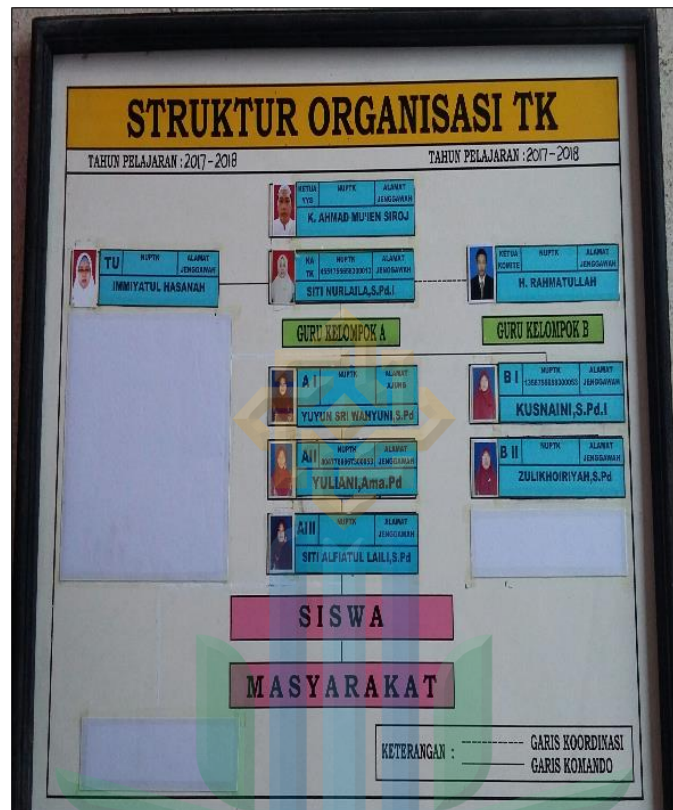 STRUKTUR ORGANISASI TK
TAHUN PELAJARAN : 2017-2018 TAHUN PELAJARAN : 2017-2018
KETUA YYS NUPTK ALAMAT JENGGAWAH
K. AHMAD MU'IEN SIROJ
TU NUPTK ALAMAT JENGGAWAH
IMMIYATUL HASANAH
KA TK NUPTK ALAMAT JENGGAWAH
SITI NURLAILA,S.Pd.I
KETUA KOMITE NUPTK ALAMAT JENGGAWAH
H. RAHMATULLAH
GURU KELOMPOK A GURU KELOMPOK B
A I NUPTK ALAMAT AJUNG
YUYUN SRI WAHYUNI,S.Pd
B I NUPTK ALAMAT JENGGAWAH
KUSNAINI,S.Pd.I
AII NUPTK ALAMAT JENGGAWAH
YULIANI,Ama.Pd
B II NUPTK ALAMAT JENGGAWAH
ZULIKHOIRIYAH,S.Pd
AIII NUPTK ALAMAT JENGGAWAH
SITI ALFIATUL LAILI,S.Pd
SISWA
MASYARAKAT
KETERANGAN : GARIS KOORDINASI
GARIS KOMANDO